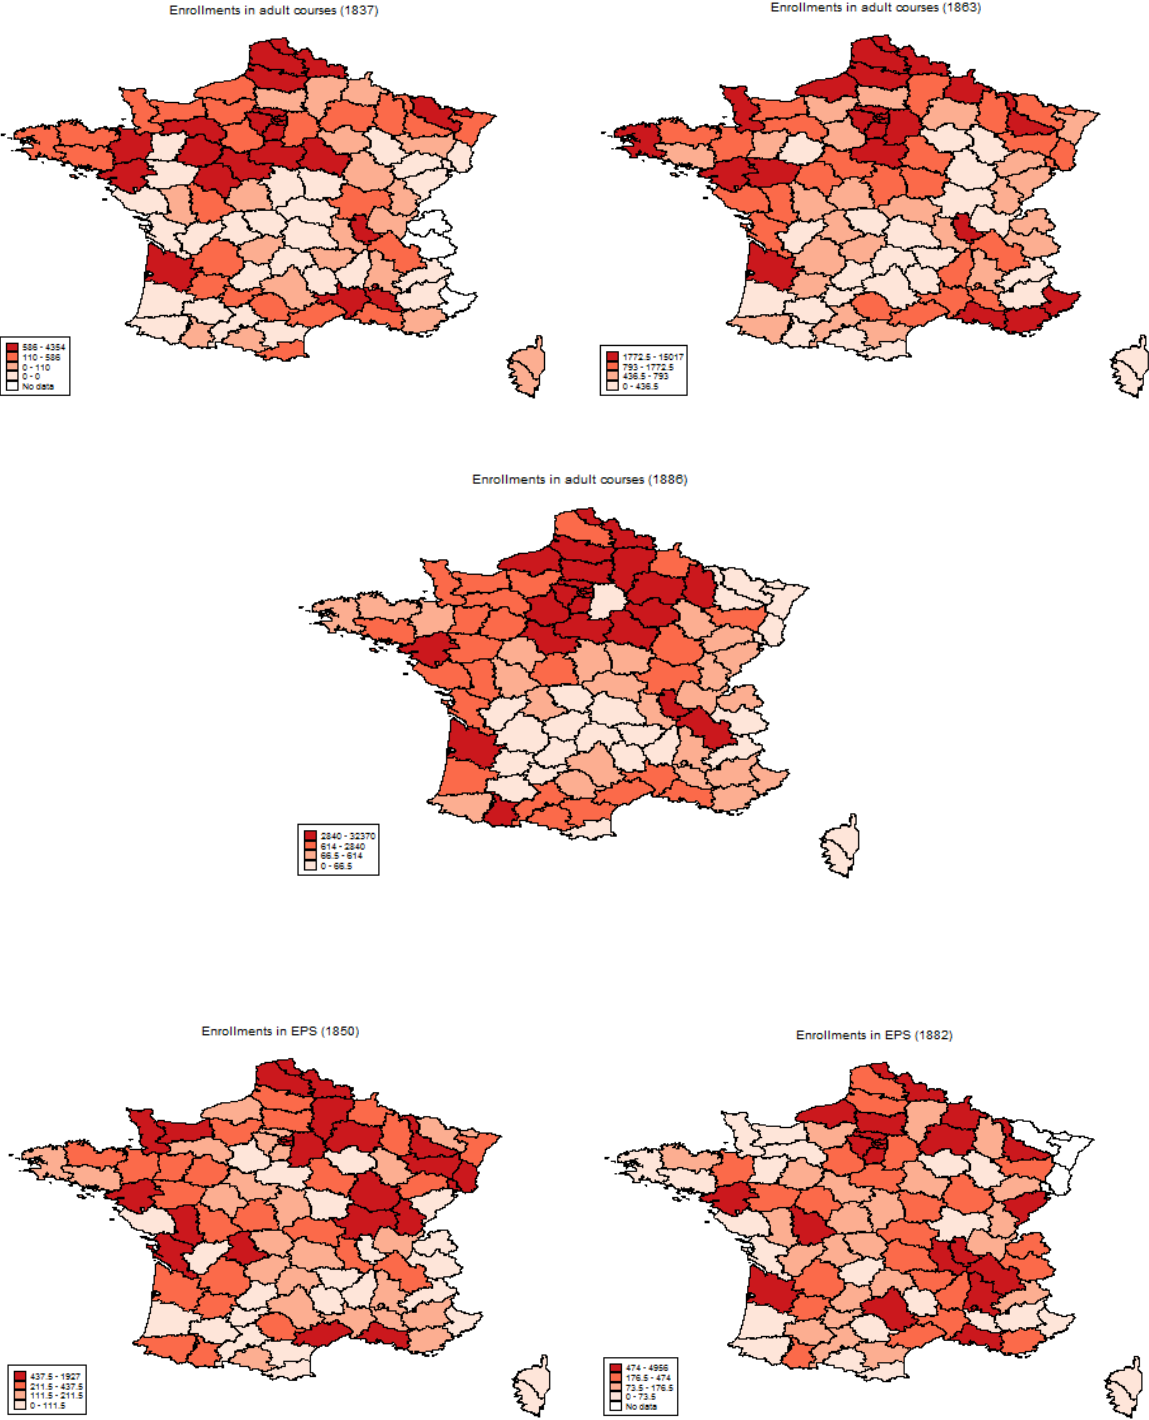 Enrollments in adult courses (1837)
Enrollments in adult courses (1863)
586 - 4354
110 - 586
0 - 110
0 - 0
No data
1772.5 - 15017
793 - 1772.5
436.5 - 793
0 - 436.5
Enrollments in adult courses (1886)
2840 - 32370
614 - 2840
66.5 - 614
0 - 66.5
Enrollments in EPS (1850)
Enrollments in EPS (1882)
437.5 - 1927
211.5 - 437.5
111.5 - 211.5
0 - 111.5
474 - 4956
176.5 - 474
73.5 - 176.5
0 - 73.5
No data